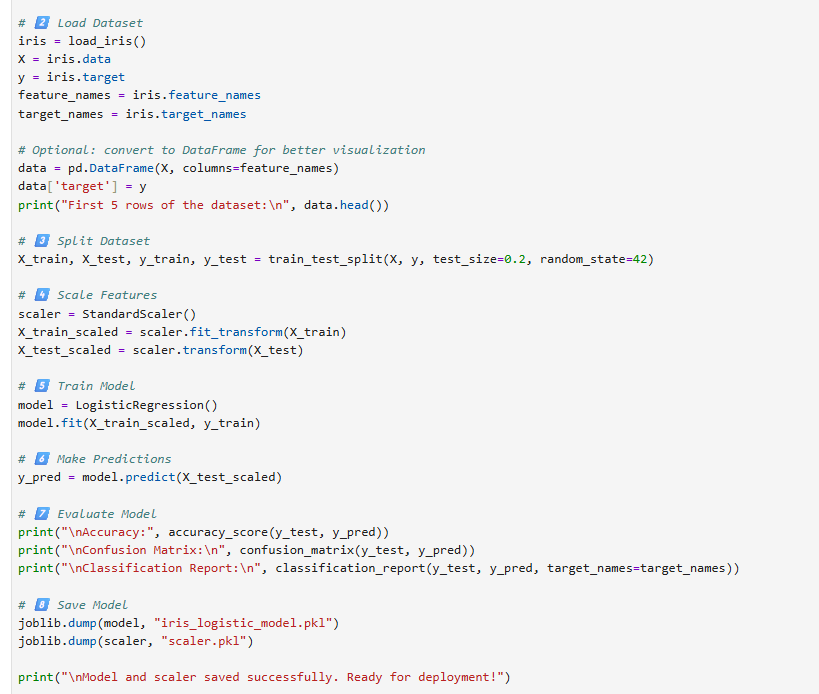 # 2️⃣ Load Dataset
iris = load_iris()
X = iris.data
y = iris.target
feature_names = iris.feature_names
target_names = iris.target_names
# Optional: convert to DataFrame for better visualization
data = pd.DataFrame(X, columns=feature_names)
data['target'] = y
print("First 5 rows of the dataset:\n", data.head())
# 3️⃣ Split Dataset
X_train, X_test, y_train, y_test = train_test_split(X, y, test_size=0.2, random_state=42)
# 4️⃣ Scale Features
scaler = StandardScaler()
X_train_scaled = scaler.fit_transform(X_train)
X_test_scaled = scaler.transform(X_test)
# 5️⃣ Train Model
model = LogisticRegression()
model.fit(X_train_scaled, y_train)
# 6️⃣ Make Predictions
y_pred = model.predict(X_test_scaled)
# 7️⃣ Evaluate Model
print("\nAccuracy:", accuracy_score(y_test, y_pred))
print("\nConfusion Matrix:\n", confusion_matrix(y_test, y_pred))
print("\nClassification Report:\n", classification_report(y_test, y_pred, target_names=target_names))
# 8️⃣ Save Model
joblib.dump(model, "iris_logistic_model.pkl")
joblib.dump(scaler, "scaler.pkl")
print("\nModel and scaler saved successfully. Ready for deployment!")